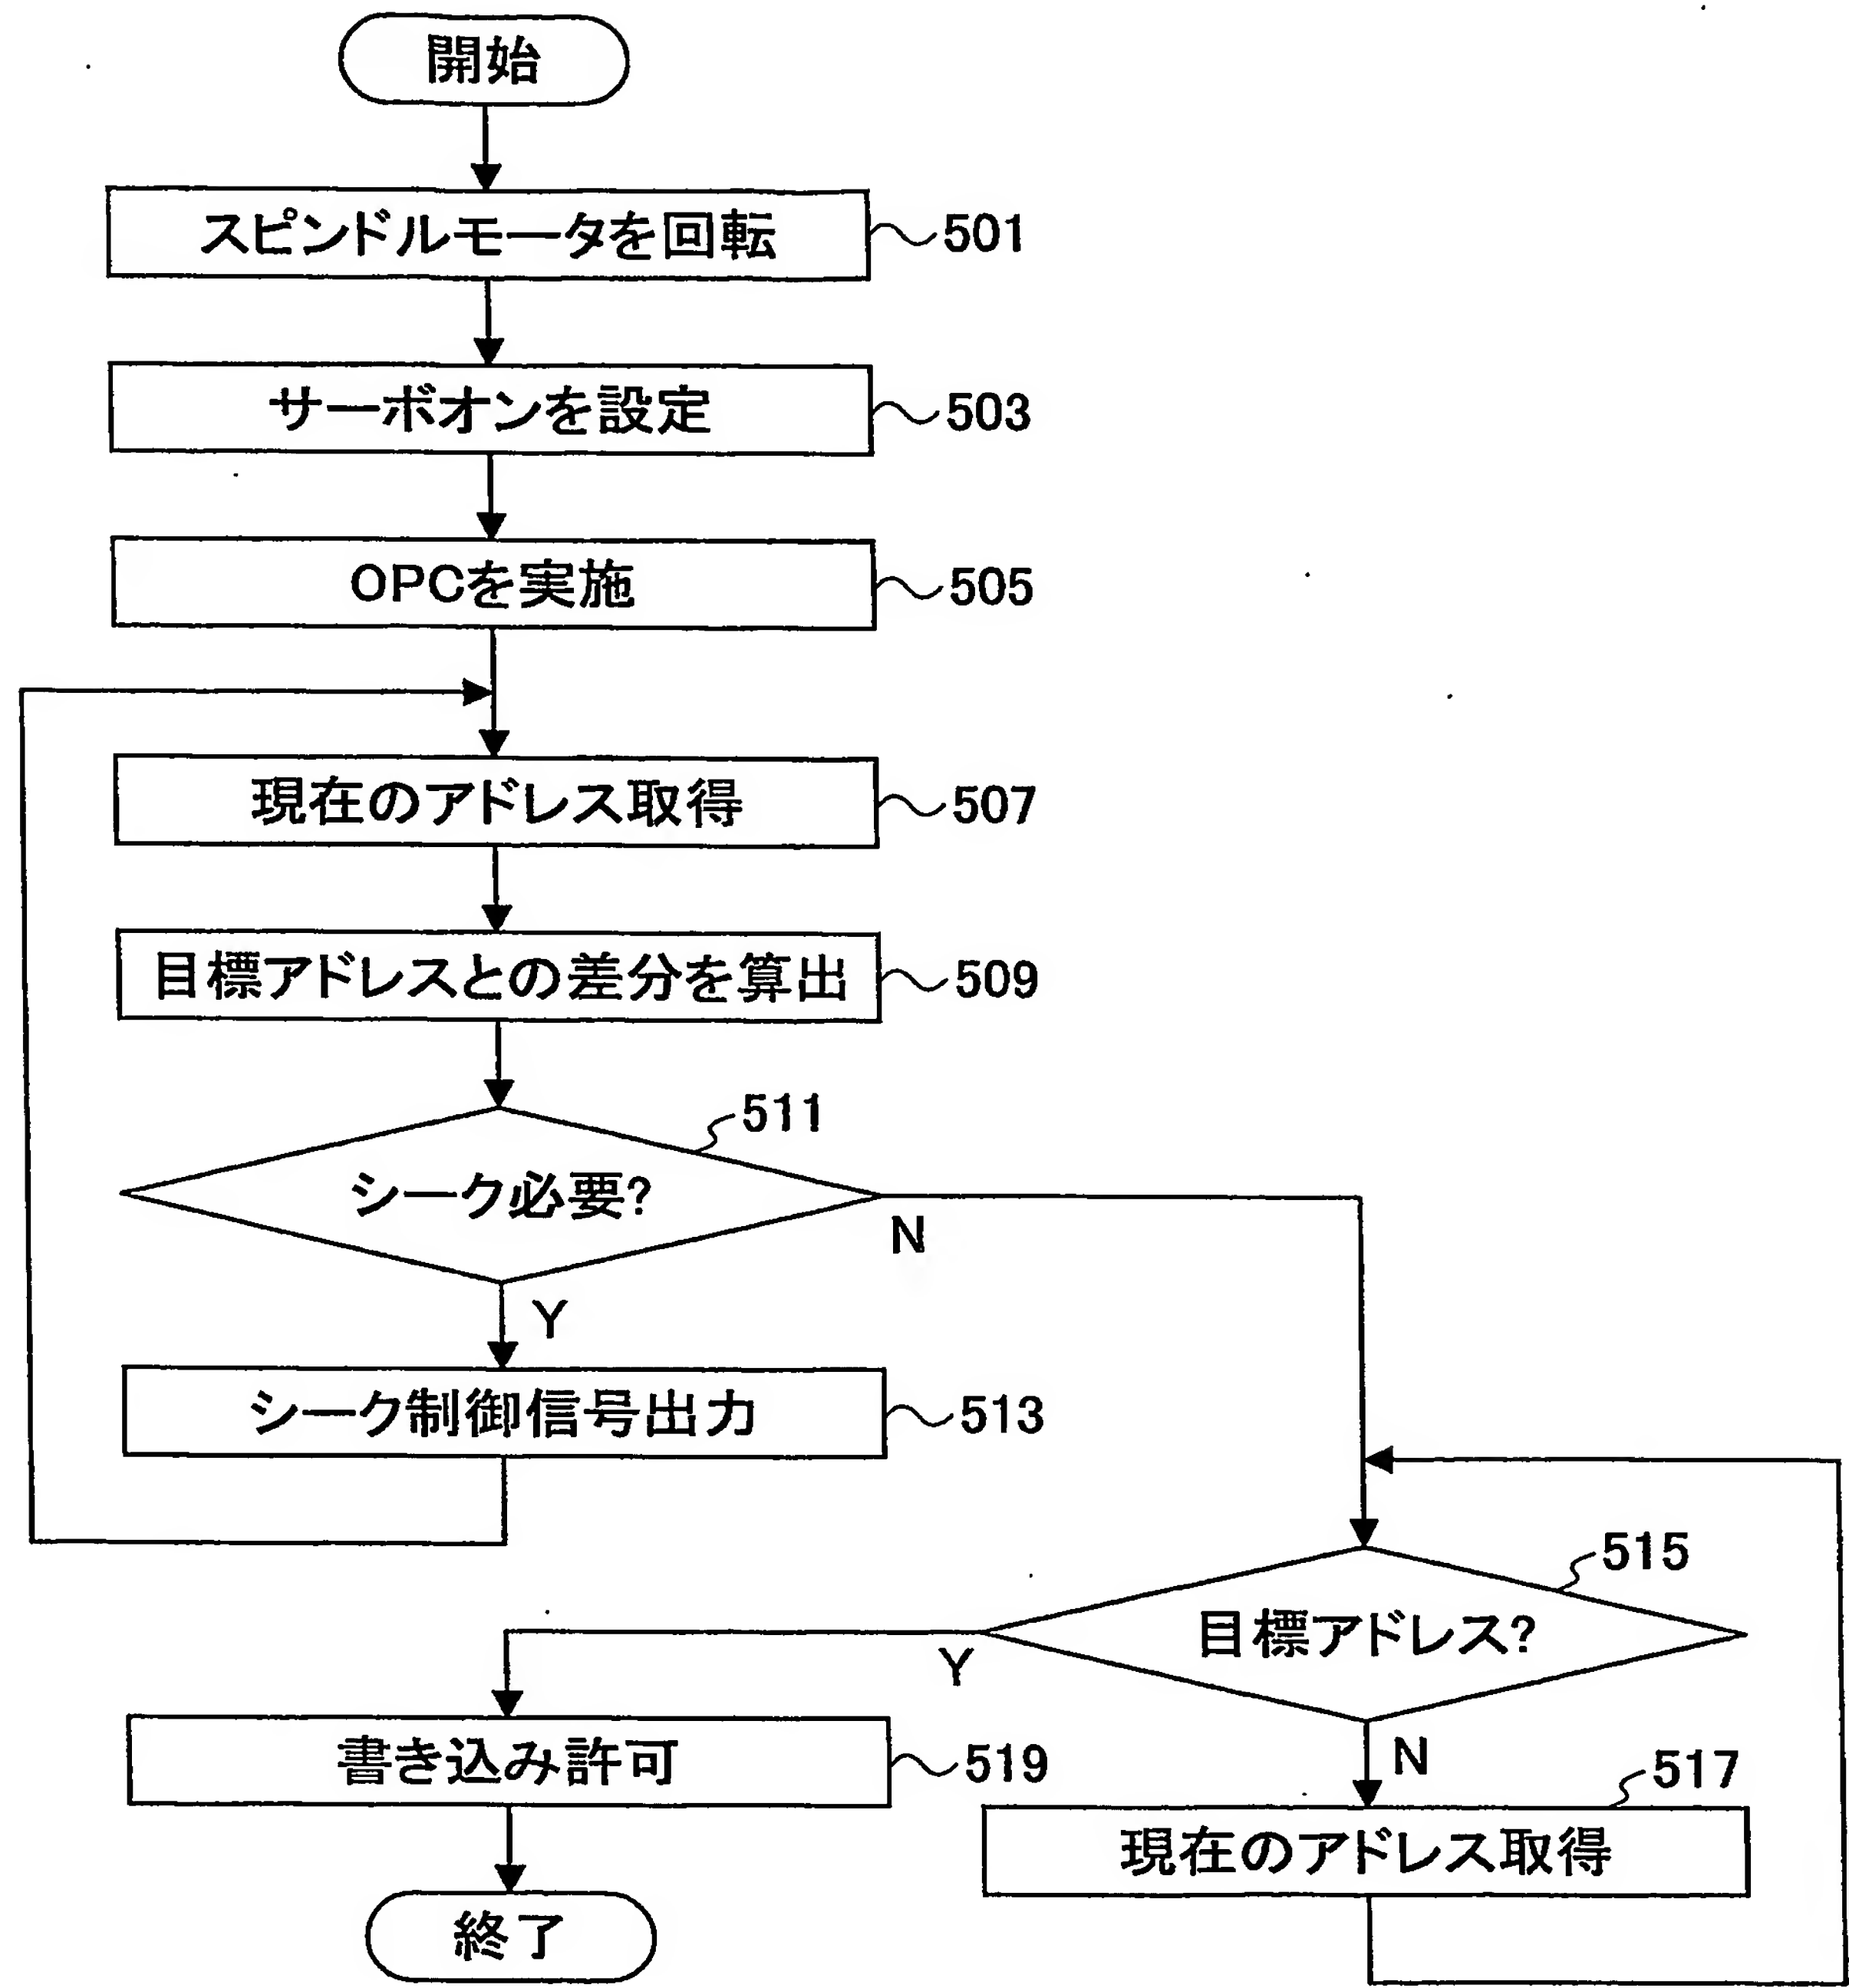 開始
スピンドルモータを回転
501
サーボオンを設定
503
OPCを実施
505
現在のアドレス取得
507
目標アドレスとの差分を算出
509
511
シーク必要?
N
Y
シーク制御信号出力
513
515
目標アドレス?
Y
N
書き込み許可
519
517
現在のアドレス取得
終了